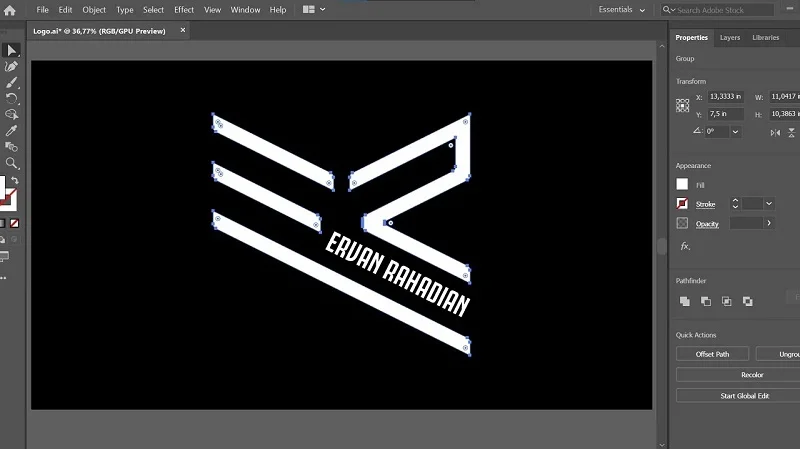 File Edit Object Type Select Effect View Window Help Essentials Search Adobe Stock
Logo.ai* @ 36,77% (RGB/GPU Preview) ×
Properties Layers Libraries
Group
Transform
X: 13,3333 in W: 11,0417 in
Y: 7,5 in H: 10,3863 in
0°
Appearance
Fill
Stroke
Opacity
fx.
Pathfinder
Quick Actions
Offset Path
Recolor
Start Global Edit
ERVAN RAHADIAN